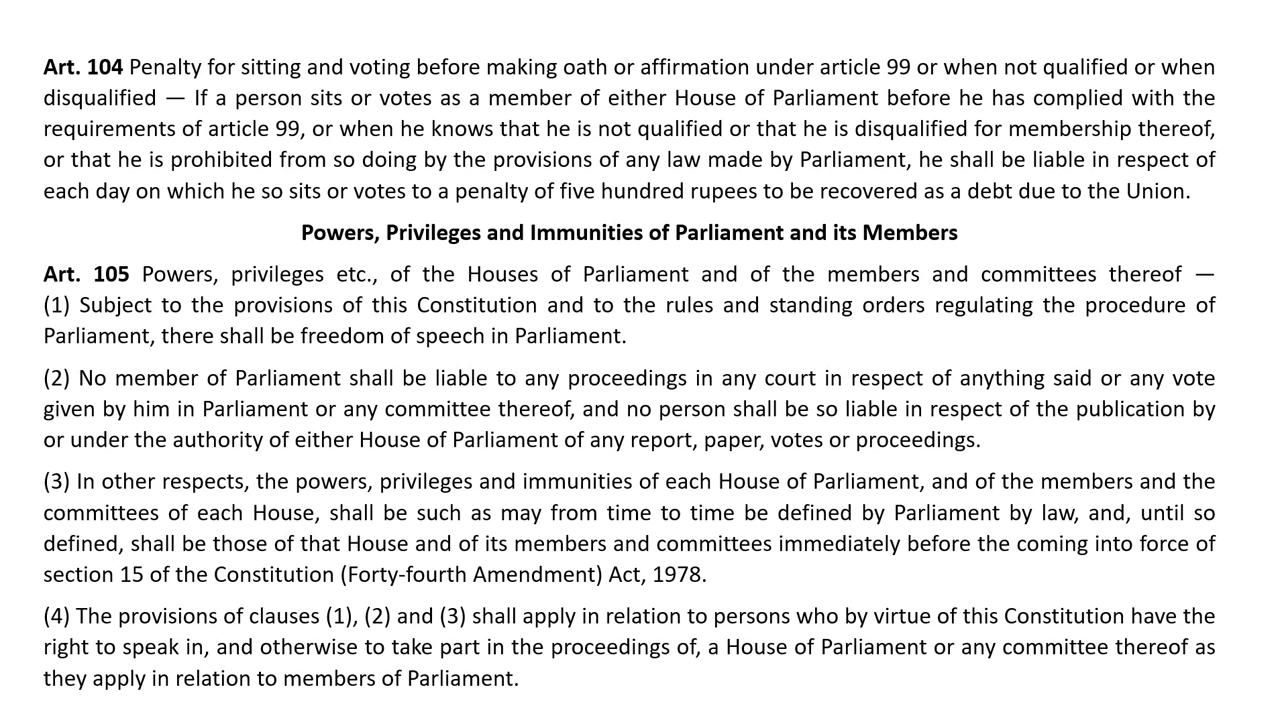 Art. 104 Penalty for sitting and voting before making oath or affirmation under article 99 or when not qualified or when
disqualified — If a person sits or votes as a member of either House of Parliament before he has complied with the
requirements of article 99, or when he knows that he is not qualified or that he is disqualified for membership thereof,
or that he is prohibited from so doing by the provisions of any law made by Parliament, he shall be liable in respect of
each day on which he so sits or votes to a penalty of five hundred rupees to be recovered as a debt due to the Union.
Powers, Privileges and Immunities of Parliament and its Members
Art. 105 Powers, privileges etc., of the Houses of Parliament and of the members and committees thereof —
(1) Subject to the provisions of this Constitution and to the rules and standing orders regulating the procedure of
Parliament, there shall be freedom of speech in Parliament.
(2) No member of Parliament shall be liable to any proceedings in any court in respect of anything said or any vote
given by him in Parliament or any committee thereof, and no person shall be so liable in respect of the publication by
or under the authority of either House of Parliament of any report, paper, votes or proceedings.
(3) In other respects, the powers, privileges and immunities of each House of Parliament, and of the members and the
committees of each House, shall be such as may from time to time be defined by Parliament by law, and, until so
defined, shall be those of that House and of its members and committees immediately before the coming into force of
section 15 of the Constitution (Forty-fourth Amendment) Act, 1978.
(4) The provisions of clauses (1), (2) and (3) shall apply in relation to persons who by virtue of this Constitution have the
right to speak in, and otherwise to take part in the proceedings of, a House of Parliament or any committee thereof as
they apply in relation to members of Parliament.